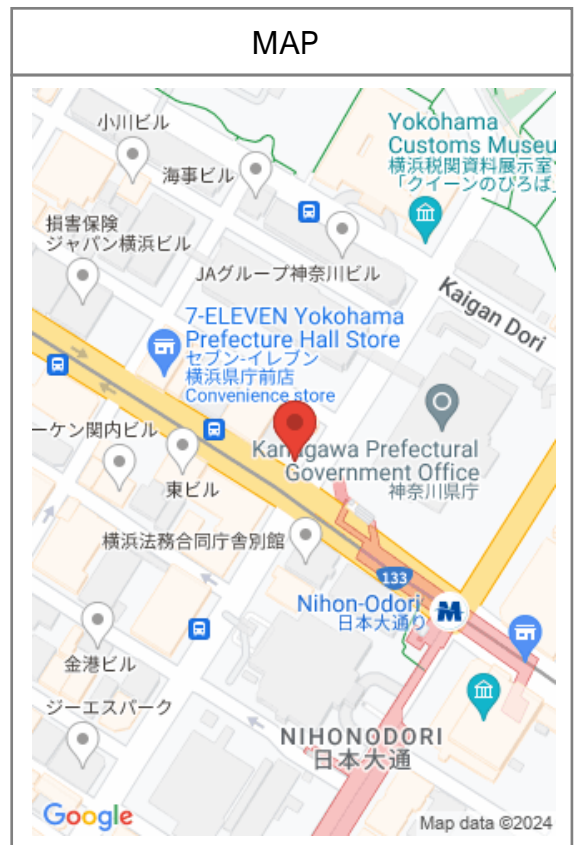 MAP
小川ビル
Yokohama
Customs Museu
横浜税関資料展示室
「クイーンのひろば」
海事ビル
損害保険
ジャパン横浜ビル
JAグループ神奈川ビル
Kaigan Dori
7-ELEVEN Yokohama
Prefecture Hall Store
セブン-イレブン
横浜県庁前店
Convenience store
ーケン関内ビル
Kanagawa Prefectural
Government Office
神奈川県庁
東ビル
横浜法務合同庁舎別館
133
Nihon-Odori
日本大通り
金港ビル
ジーエスパーク
NIHONODORI
日本大通
Google
Map data ©2024